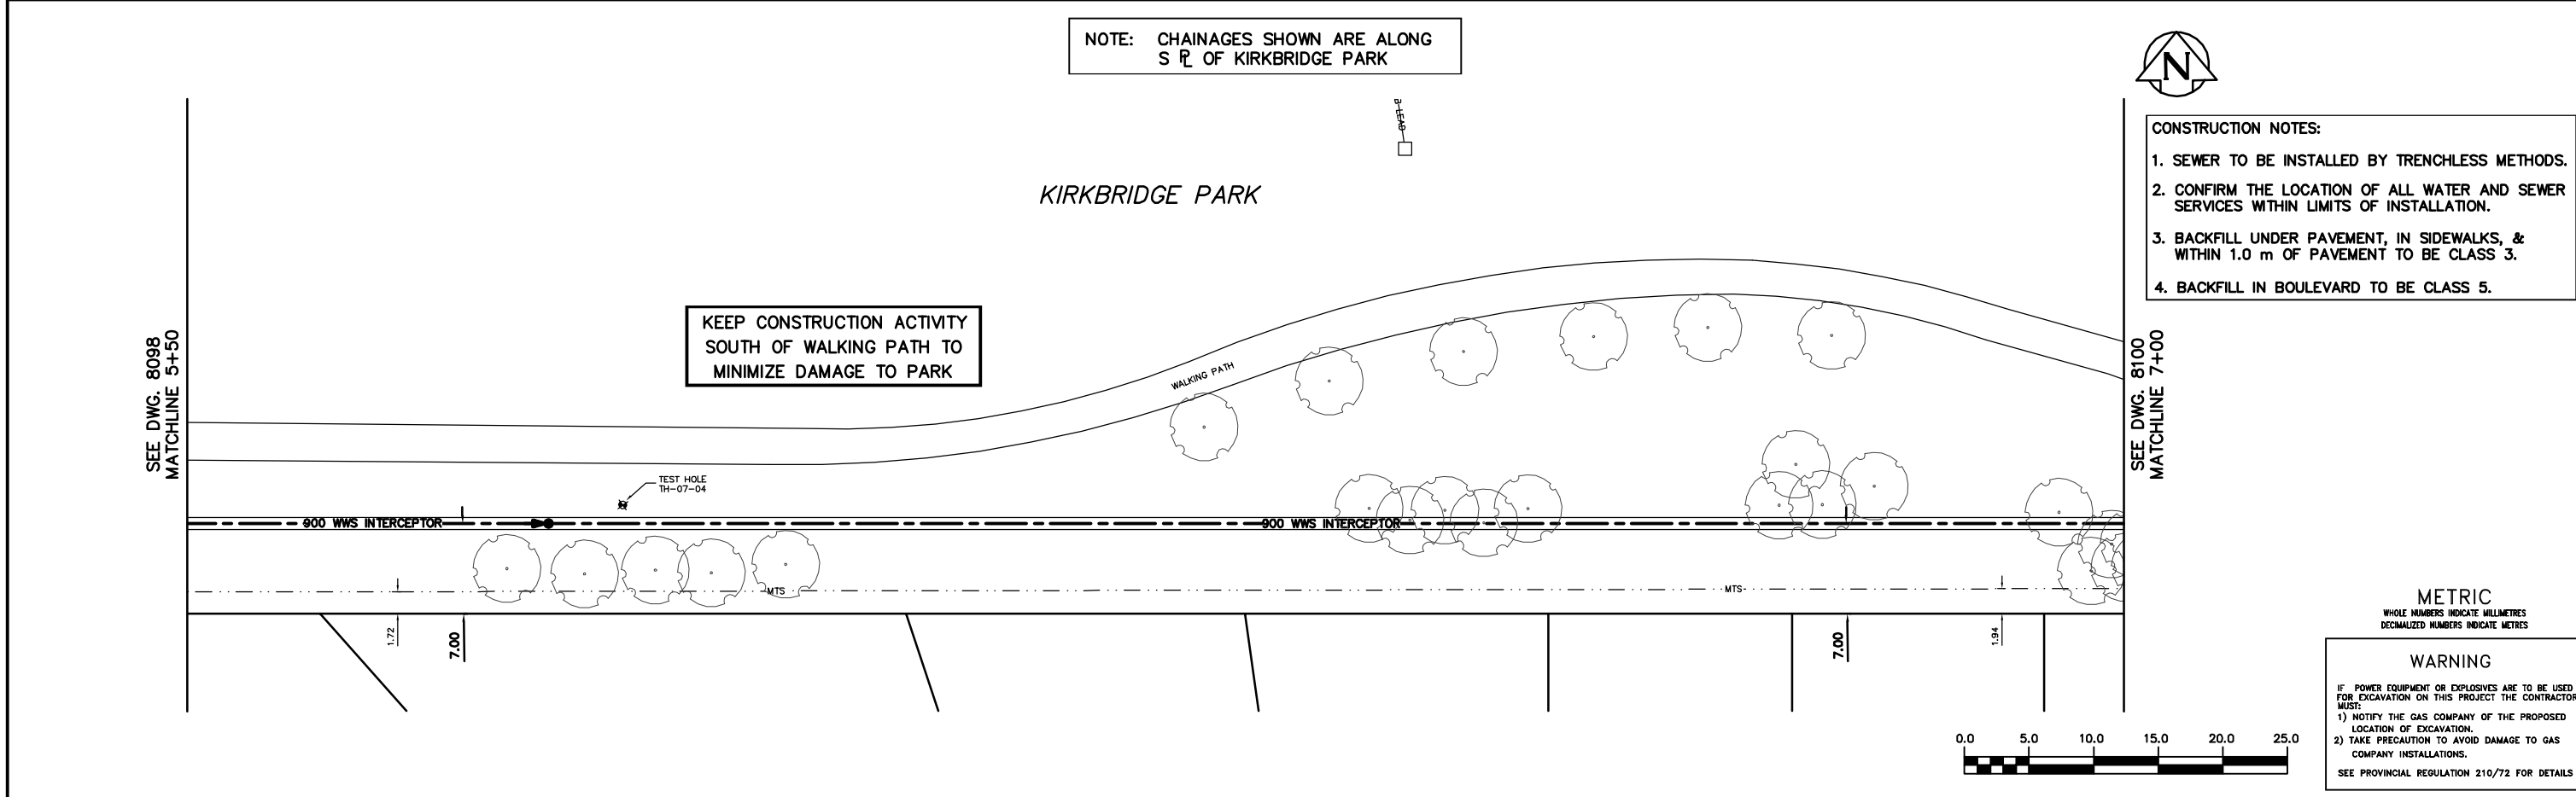 NOTE: CHAINAGES SHOWN ARE ALONG
S ⅊ OF KIRKBRIDGE PARK
N
B-LEAD
KIRKBRIDGE PARK
CONSTRUCTION NOTES:
1. SEWER TO BE INSTALLED BY TRENCHLESS METHODS.
2. CONFIRM THE LOCATION OF ALL WATER AND SEWER
SERVICES WITHIN LIMITS OF INSTALLATION.
3. BACKFILL UNDER PAVEMENT, IN SIDEWALKS, &
WITHIN 1.0 m OF PAVEMENT TO BE CLASS 3.
4. BACKFILL IN BOULEVARD TO BE CLASS 5.
SEE DWG. 8098
MATCHLINE 5+50
KEEP CONSTRUCTION ACTIVITY
SOUTH OF WALKING PATH TO
MINIMIZE DAMAGE TO PARK
WALKING PATH
SEE DWG. 8100
MATCHLINE 7+00
TEST HOLE
TH-07-04
900 WWS INTERCEPTOR
900 WWS INTERCEPTOR
MTS
MTS
1.72
7.00
7.00
1.94
METRIC
WHOLE NUMBERS INDICATE MILLIMETRES
DECIMALIZED NUMBERS INDICATE METRES
WARNING
IF POWER EQUIPMENT OR EXPLOSIVES ARE TO BE USED
FOR EXCAVATION ON THIS PROJECT THE CONTRACTOR
MUST:
1) NOTIFY THE GAS COMPANY OF THE PROPOSED
LOCATION OF EXCAVATION.
2) TAKE PRECAUTION TO AVOID DAMAGE TO GAS
COMPANY INSTALLATIONS.
SEE PROVINCIAL REGULATION 210/72 FOR DETAILS
0.0 5.0 10.0 15.0 20.0 25.0